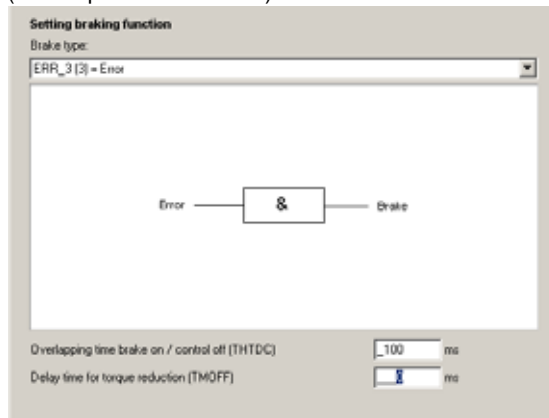 Setting braking function
Brake type:
ERR_3 (3) = Error
Error & Brake
Overlapping time brake on / control off (THTDC) _100 ms
Delay time for torque reduction (TMOFF) __0 ms